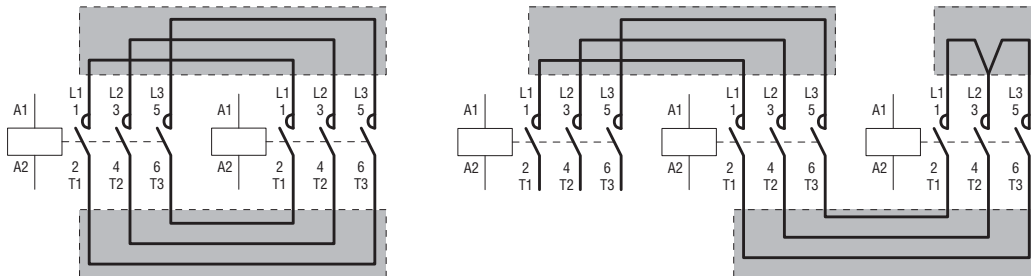 L1 L2 L3 L1 L2 L3 L1 L2 L3 L1 L2 L3 L1 L2 L3
A1 1 3 5 A1 1 3 5 A1 1 3 5 A1 1 3 5 A1 1 3 5
A2 2 4 6 A2 2 4 6 A2 2 4 6 A2 2 4 6 A2 2 4 6
T1 T2 T3 T1 T2 T3 T1 T2 T3 T1 T2 T3 T1 T2 T3